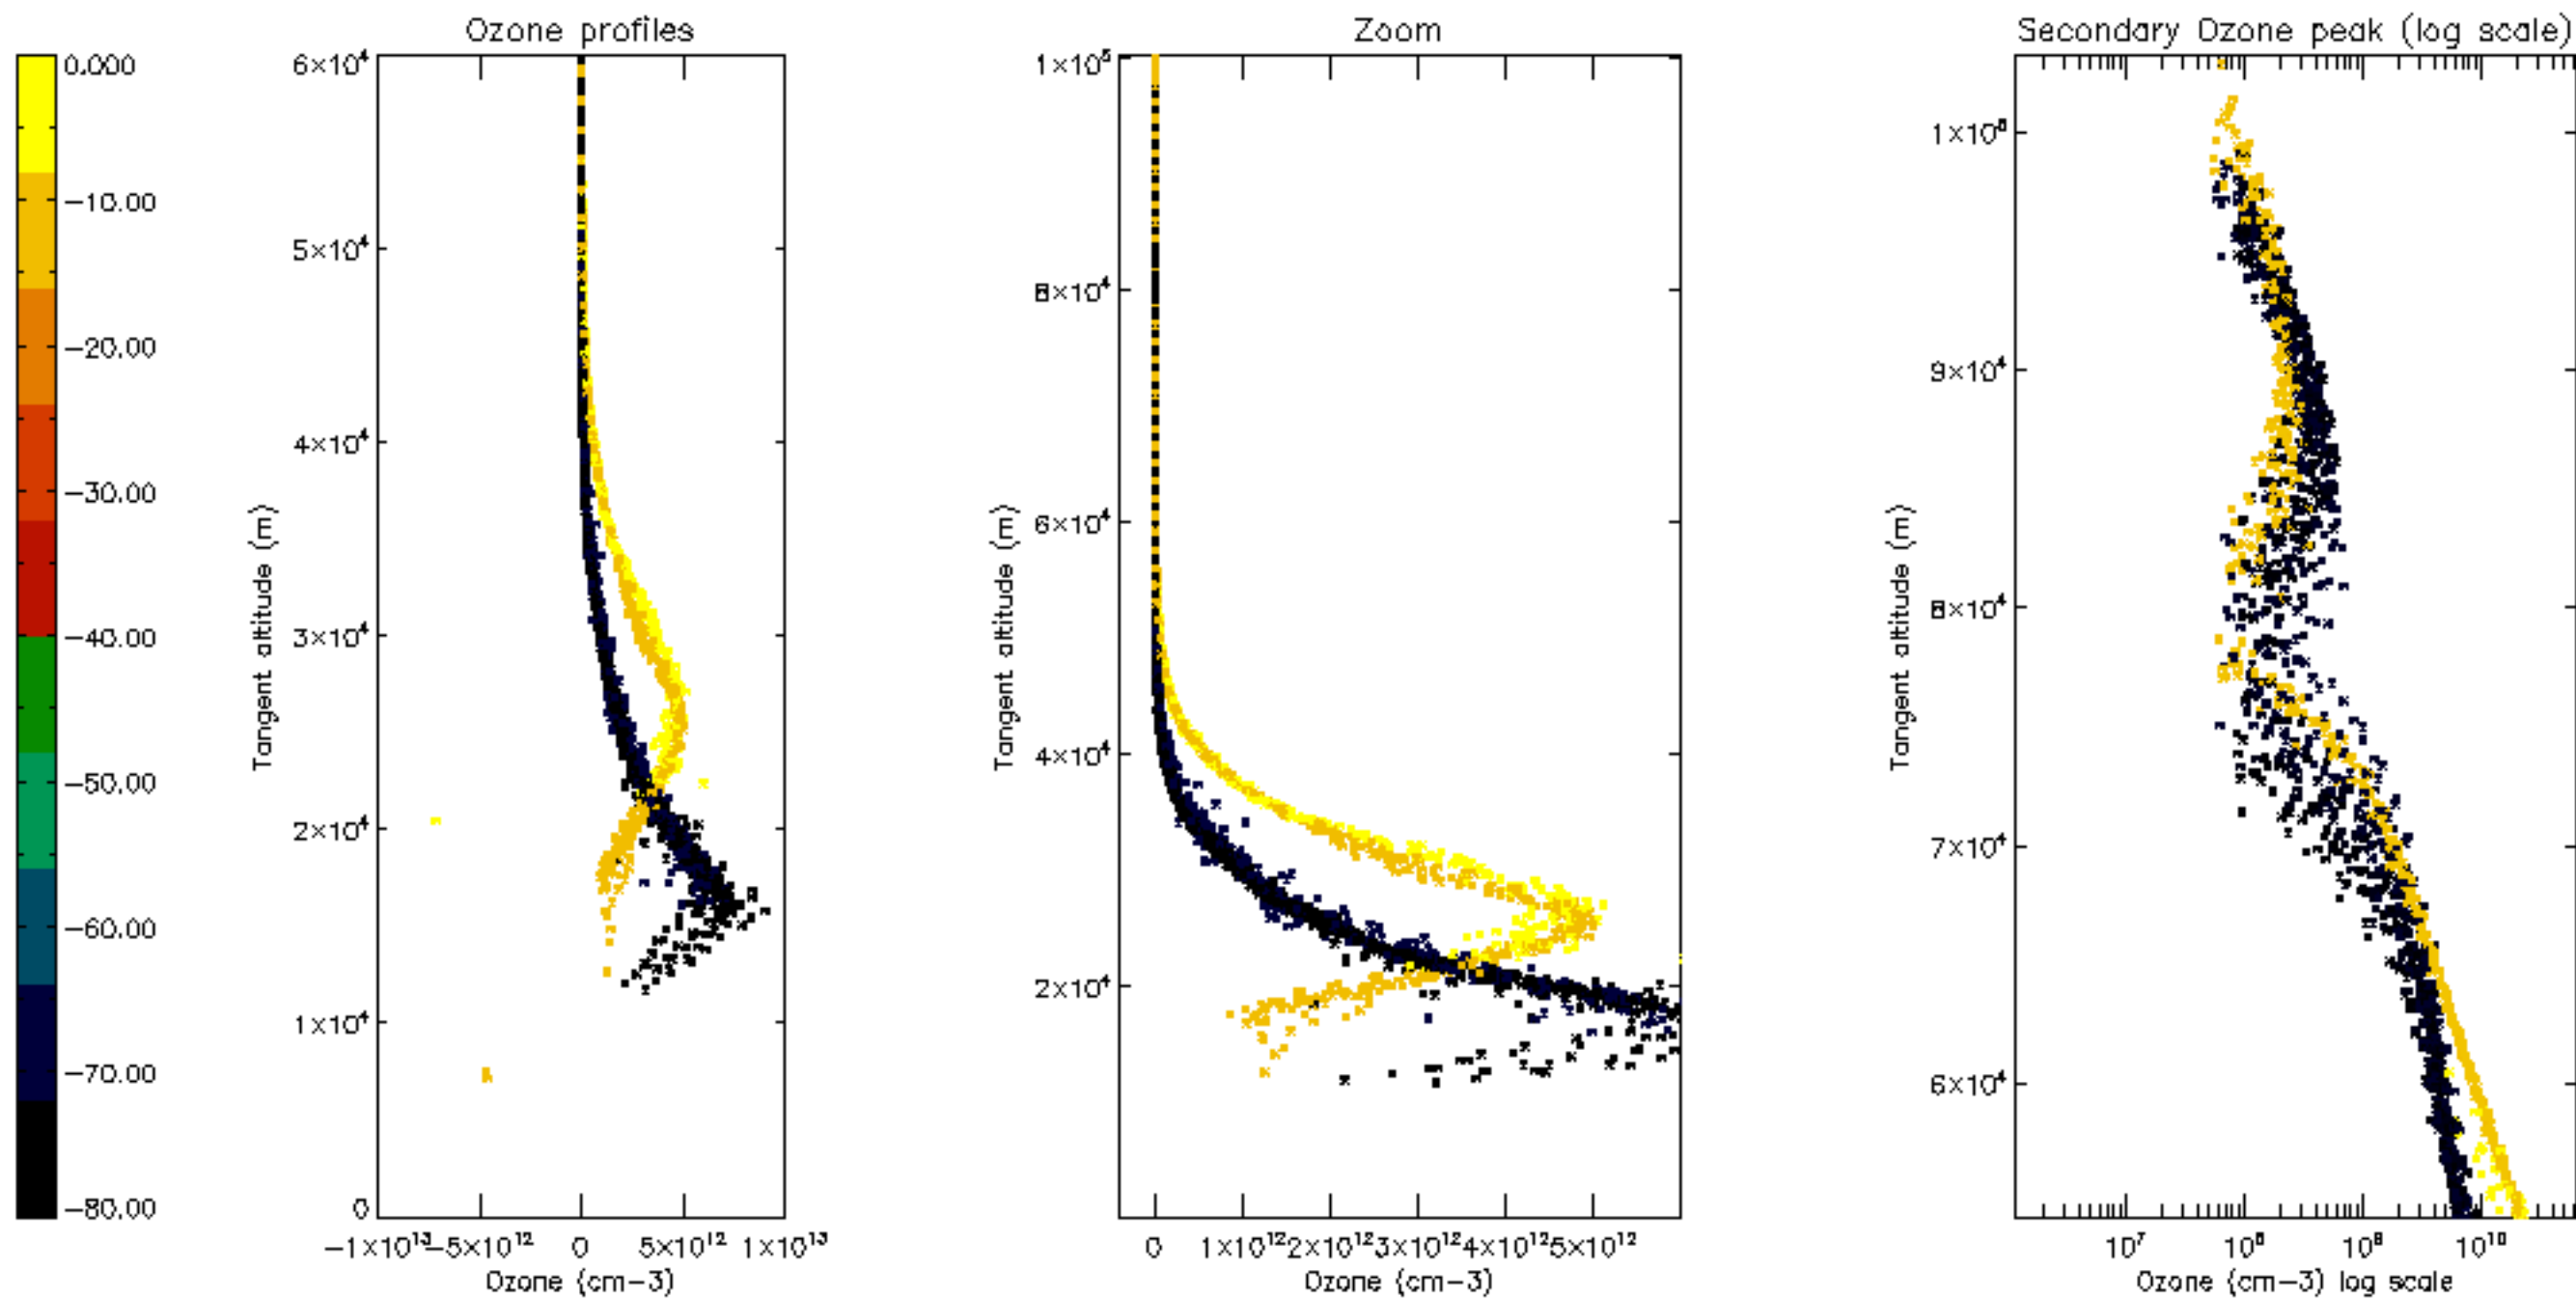 Ozone profiles
Zoom
Secondary Ozone peak (log scale)
0.000
−10.00
−20.00
−30.00
−40.00
−50.00
−60.00
−70.00
−80.00
6×10⁴
5×10⁴
4×10⁴
3×10⁴
2×10⁴
1×10⁴
0
Tangent altitude (m)
−1×10¹³ −5×10¹² 0 5×10¹² 1×10¹³
Ozone (cm−3)
1×10⁵
8×10⁴
6×10⁴
4×10⁴
2×10⁴
Tangent altitude (m)
0 1×10¹² 2×10¹² 3×10¹² 4×10¹² 5×10¹²
Ozone (cm−3)
1×10⁵
9×10⁴
8×10⁴
7×10⁴
6×10⁴
Tangent altitude (m)
10⁷ 10⁸ 10⁹ 10¹⁰
Ozone (cm−3) log scale